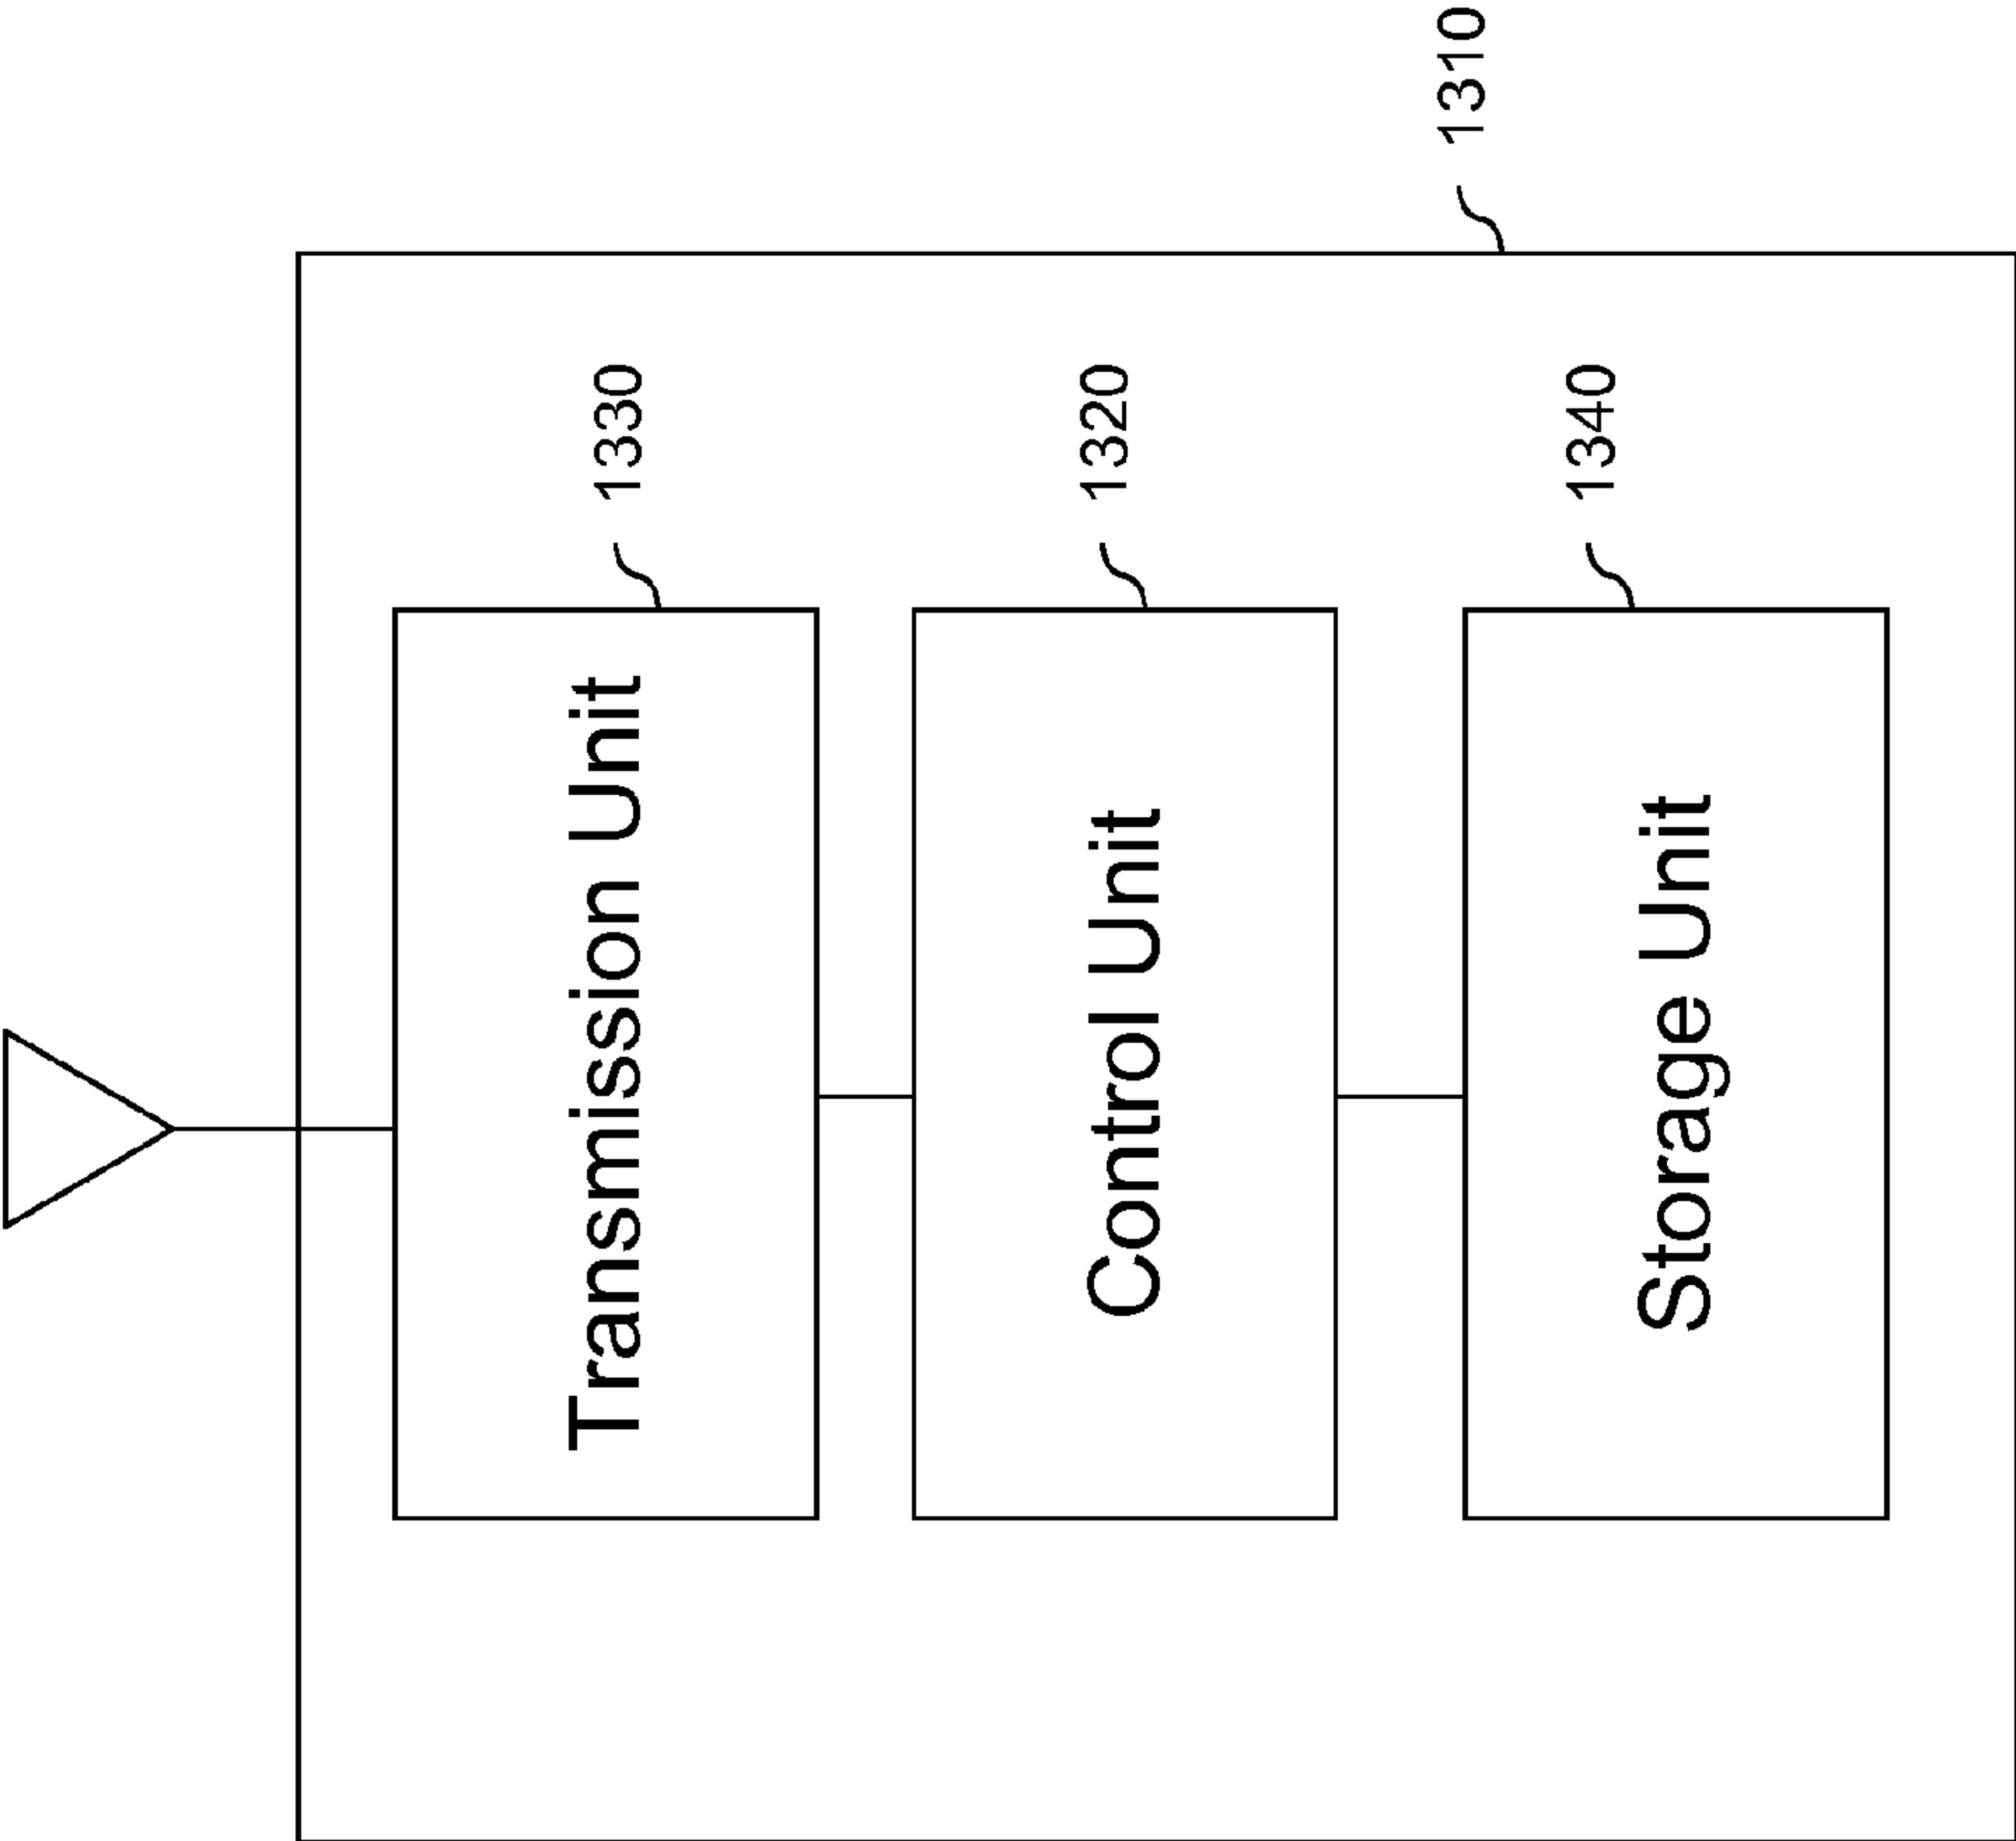 1310
1330
Transmission Unit
1320
Control Unit
1340
Storage Unit